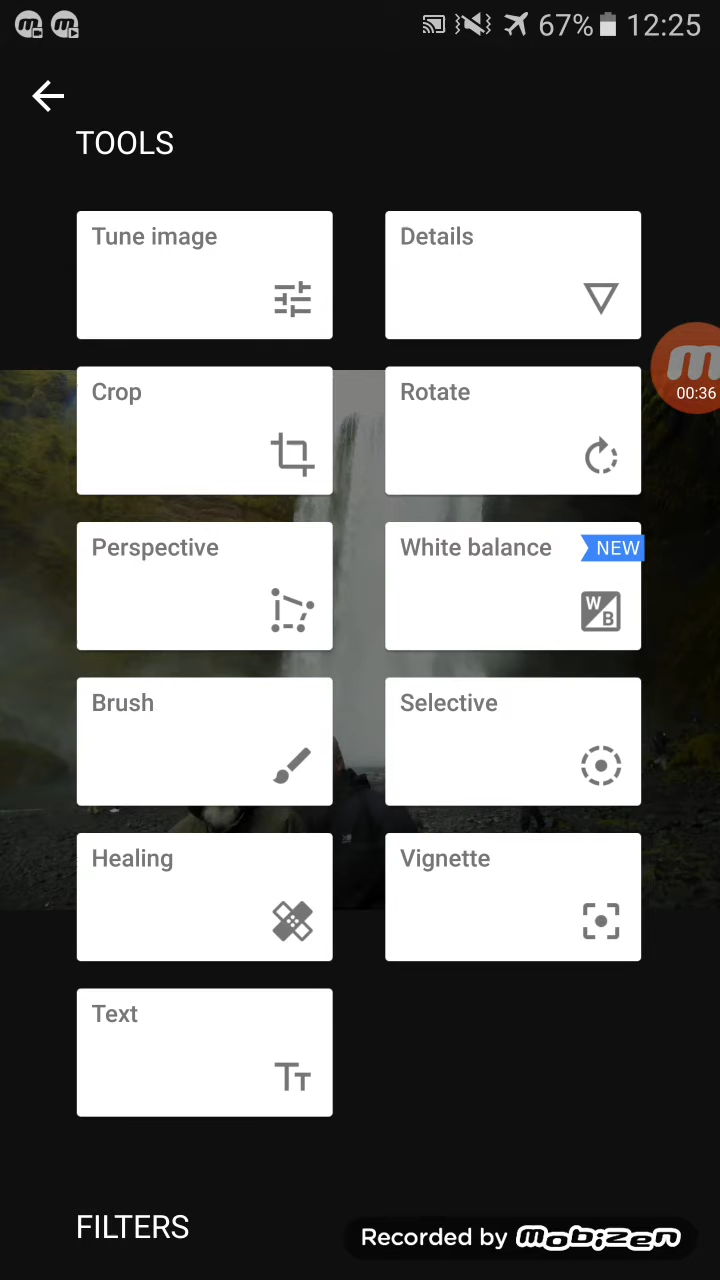 67% 12:25
TOOLS
Tune image
Details
00:36
Crop
Rotate
Perspective
White balance NEW
W
B
Brush
Selective
Healing
Vignette
Text
TT
FILTERS
Recorded by mobizen